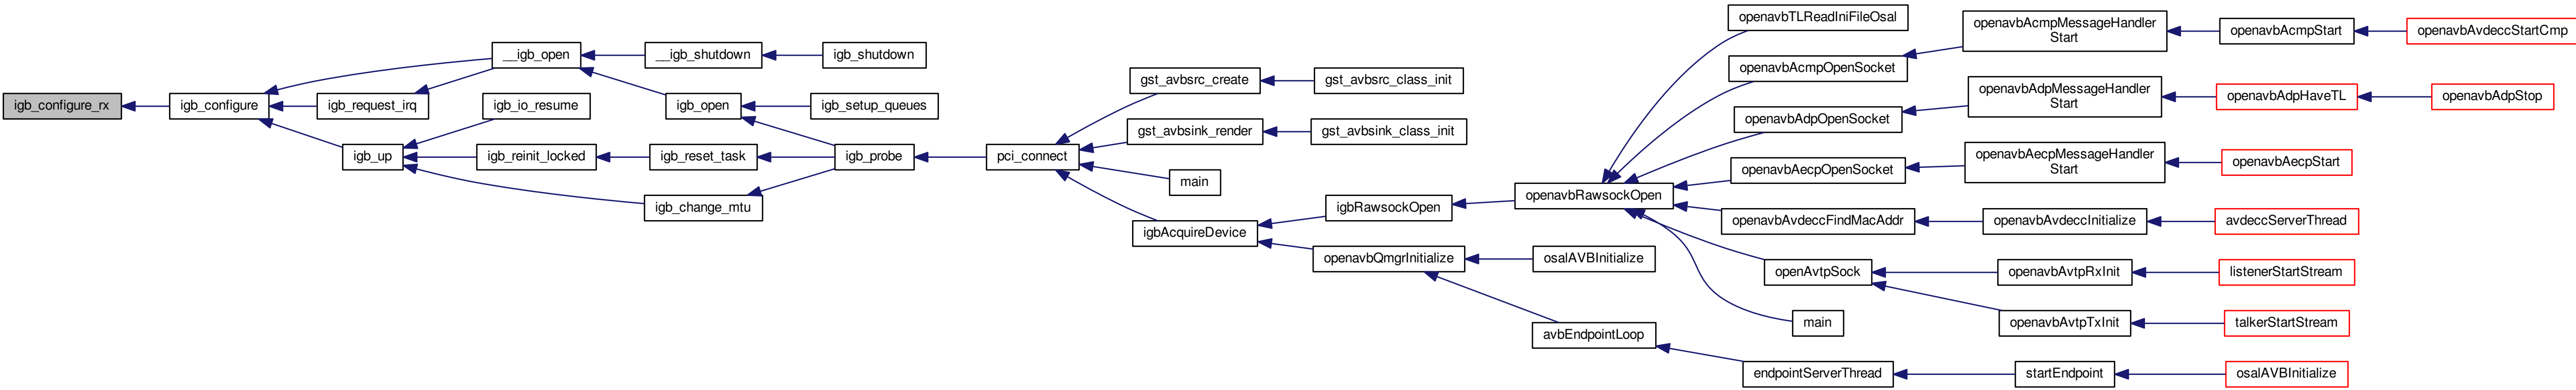 igb_configure_rx
igb_configure
__igb_open
igb_request_irq
igb_up
__igb_shutdown
igb_shutdown
igb_io_resume
igb_open
igb_setup_queues
igb_reinit_locked
igb_reset_task
igb_change_mtu
igb_probe
pci_connect
gst_avbsrc_create
gst_avbsrc_class_init
gst_avbsink_render
gst_avbsink_class_init
main
igbAcquireDevice
igbRawsockOpen
openavbQmgrInitialize
osalAVBInitialize
avbEndpointLoop
openavbRawsockOpen
openavbTLReadIniFileOsal
openavbAcmpOpenSocket
openavbAcmpMessageHandler
Start
openavbAcmpStart
openavbAvdeccStartCmp
openavbAdpOpenSocket
openavbAdpMessageHandler
Start
openavbAdpHaveTL
openavbAdpStop
openavbAecpOpenSocket
openavbAecpMessageHandler
Start
openavbAecpStart
openavbAvdeccFindMacAddr
openavbAvdeccInitialize
avdeccServerThread
openAvtpSock
openavbAvtpRxInit
listenerStartStream
main
openavbAvtpTxInit
talkerStartStream
endpointServerThread
startEndpoint
osalAVBInitialize